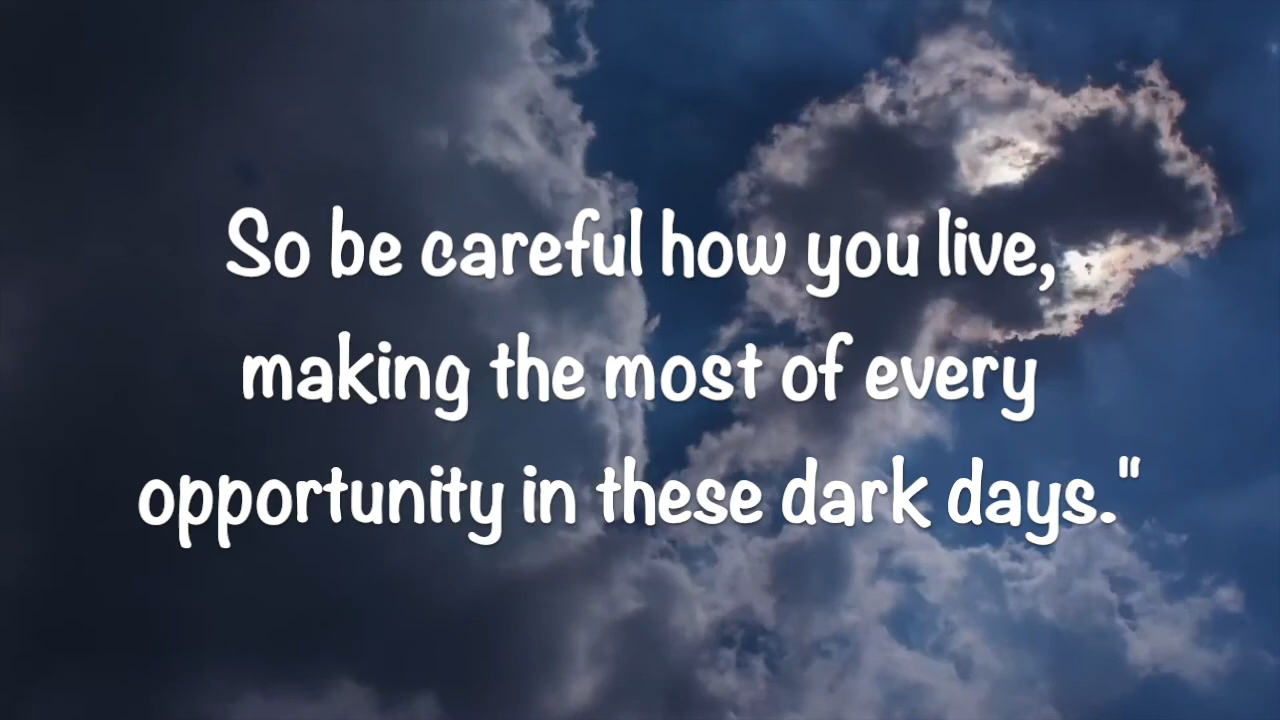 So be careful how you live,
making the most of every
opportunity in these dark days."